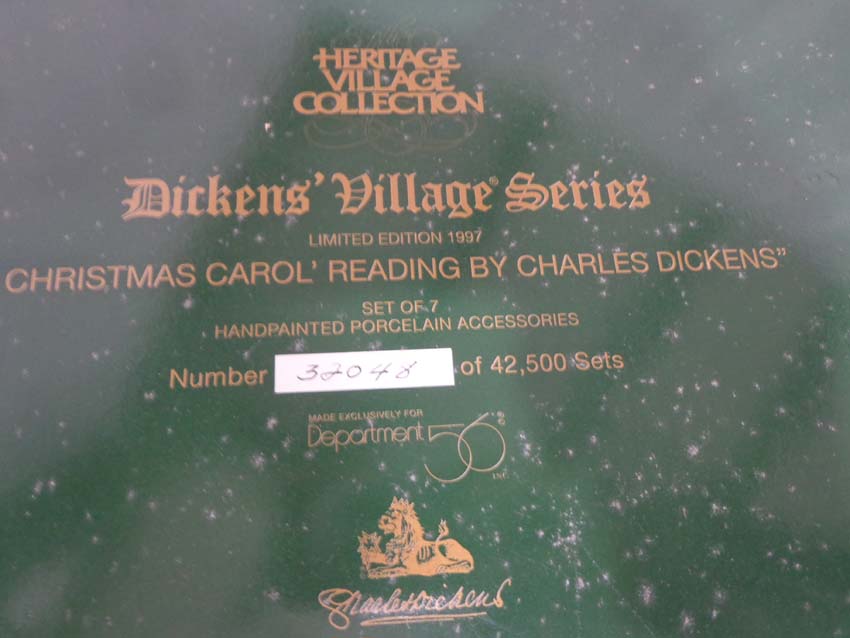 HERITAGE
VILLAGE
COLLECTION
Dickens' Village® Series
LIMITED EDITION 1997
CHRISTMAS CAROL' READING BY CHARLES DICKENS"
SET OF 7
HANDPAINTED PORCELAIN ACCESSORIES
Number 32048 of 42,500 Sets
MADE EXCLUSIVELY FOR
Department 56®
INC.
Charles Dickens